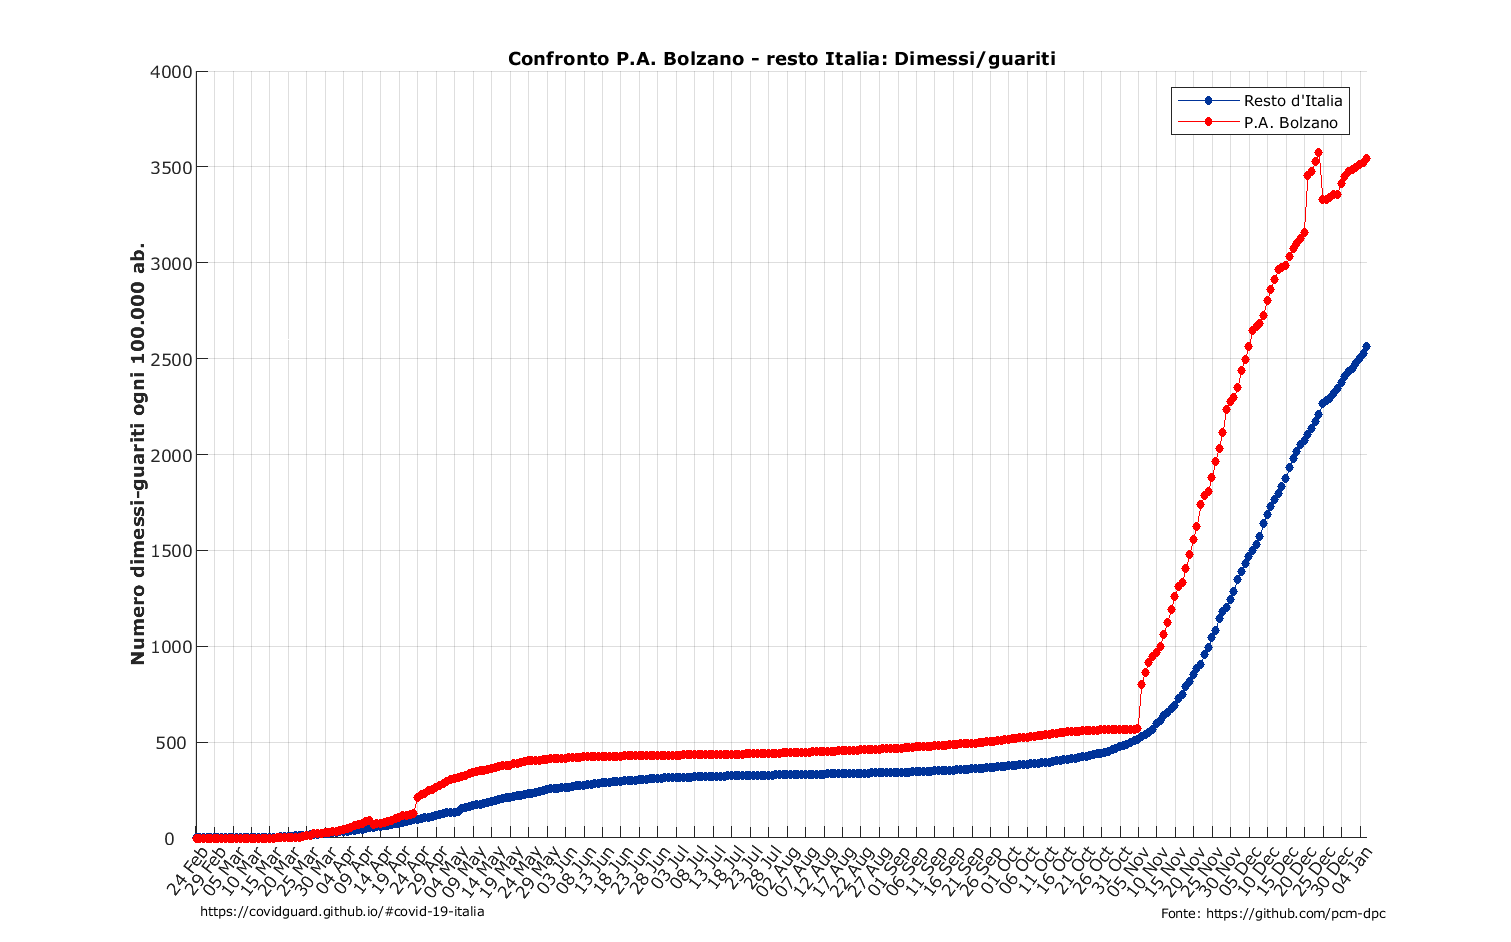 Confronto P.A. Bolzano - resto Italia: Dimessi/guariti
Resto d'Italia
P.A. Bolzano
Numero dimessi-guariti ogni 100.000 ab.
4000
3500
3000
2500
2000
1500
1000
500
0
24 Feb
29 Feb
05 Mar
10 Mar
15 Mar
20 Mar
25 Mar
30 Mar
04 Apr
09 Apr
14 Apr
19 Apr
24 Apr
29 Apr
04 May
09 May
14 May
19 May
24 May
29 May
03 Jun
08 Jun
13 Jun
18 Jun
23 Jun
28 Jun
03 Jul
08 Jul
13 Jul
18 Jul
23 Jul
28 Jul
02 Aug
07 Aug
12 Aug
17 Aug
22 Aug
27 Aug
01 Sep
06 Sep
11 Sep
16 Sep
21 Sep
26 Sep
01 Oct
06 Oct
11 Oct
16 Oct
21 Oct
26 Oct
31 Oct
05 Nov
10 Nov
15 Nov
20 Nov
25 Nov
30 Nov
05 Dec
10 Dec
15 Dec
20 Dec
25 Dec
30 Dec
04 Jan
https://covidguard.github.io/#covid-19-italia
Fonte: https://github.com/pcm-dpc